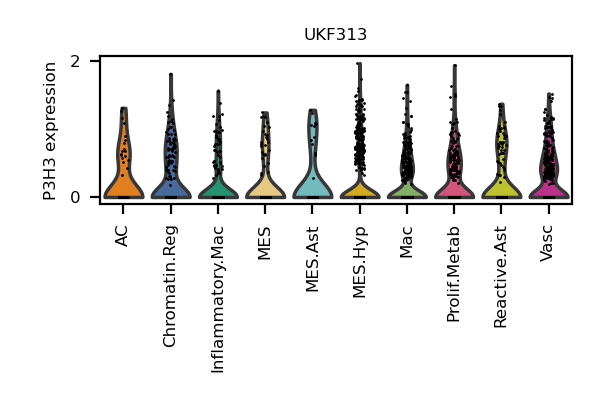 UKF313
P3H3 expression
2
0
AC
Chromatin.Reg
Inflammatory.Mac
MES
MES.Ast
MES.Hyp
Mac
Prolif.Metab
Reactive.Ast
Vasc